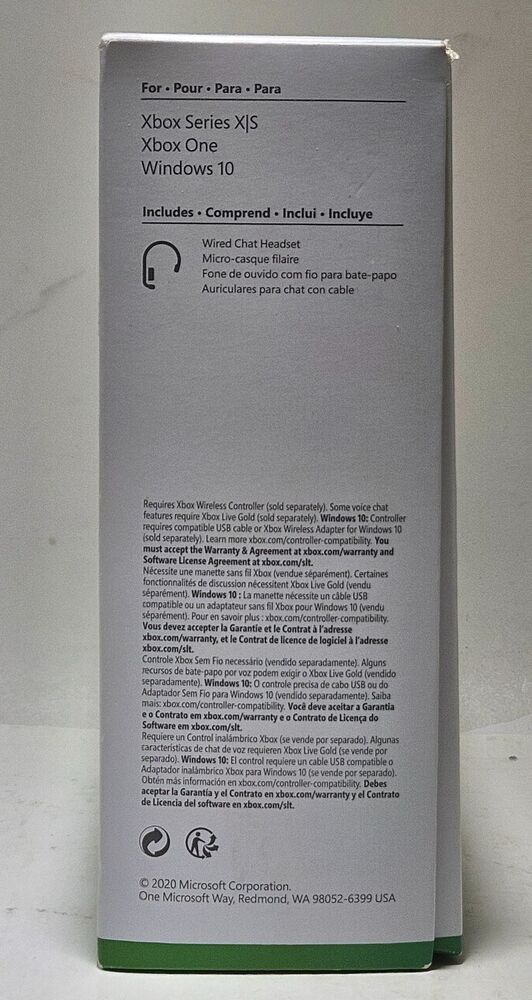 For • Pour • Para • Para
Xbox Series X|S
Xbox One
Windows 10
Includes • Comprend • Inclui • Incluye
Wired Chat Headset
Micro-casque filaire
Fone de ouvido com fio para bate-papo
Auriculares para chat con cable
Requires Xbox Wireless Controller (sold separately). Some voice chat
features require Xbox Live Gold (sold separately). Windows 10: Controller
requires compatible USB cable or Xbox Wireless Adapter for Windows 10
(sold separately). Learn more xbox.com/controller-compatibility. You
must accept the Warranty & Agreement at xbox.com/warranty and
Software License Agreement at xbox.com/slt.
Nécessite une manette sans fil Xbox (vendue séparément). Certaines
fonctionnalités de discussion nécessitent Xbox Live Gold (vendu
séparément). Windows 10 : La manette nécessite un câble USB
compatible ou un adaptateur sans fil Xbox pour Windows 10 (vendu
séparément). Pour en savoir plus : xbox.com/controller-compatibility.
Vous devez accepter la Garantie et le Contrat à l'adresse
xbox.com/warranty, et le Contrat de licence de logiciel à l'adresse
xbox.com/slt.
Controle Xbox Sem Fio necessário (vendido separadamente). Alguns
recursos de bate-papo por voz podem exigir o Xbox Live Gold (vendido
separadamente). Windows 10: O controle precisa de cabo USB ou do
Adaptador Sem Fio para Windows 10 (vendido separadamente). Saiba
mais: xbox.com/controller-compatibility. Você deve aceitar a Garantia
e o Contrato em xbox.com/warranty e o Contrato de Licença do
Software em xbox.com/slt.
Requiere un Control inalámbrico Xbox (se vende por separado). Algunas
características de chat de voz requieren Xbox Live Gold (se vende por
separado). Windows 10: El control requiere un cable USB compatible o
Adaptador inalámbrico Xbox para Windows 10 (se vende por separado).
Obtén más información en xbox.com/controller-compatibility. Debes
aceptar la Garantía y el Contrato en xbox.com/warranty y el Contrato
de Licencia del software en xbox.com/slt.
© 2020 Microsoft Corporation.
One Microsoft Way, Redmond, WA 98052-6399 USA